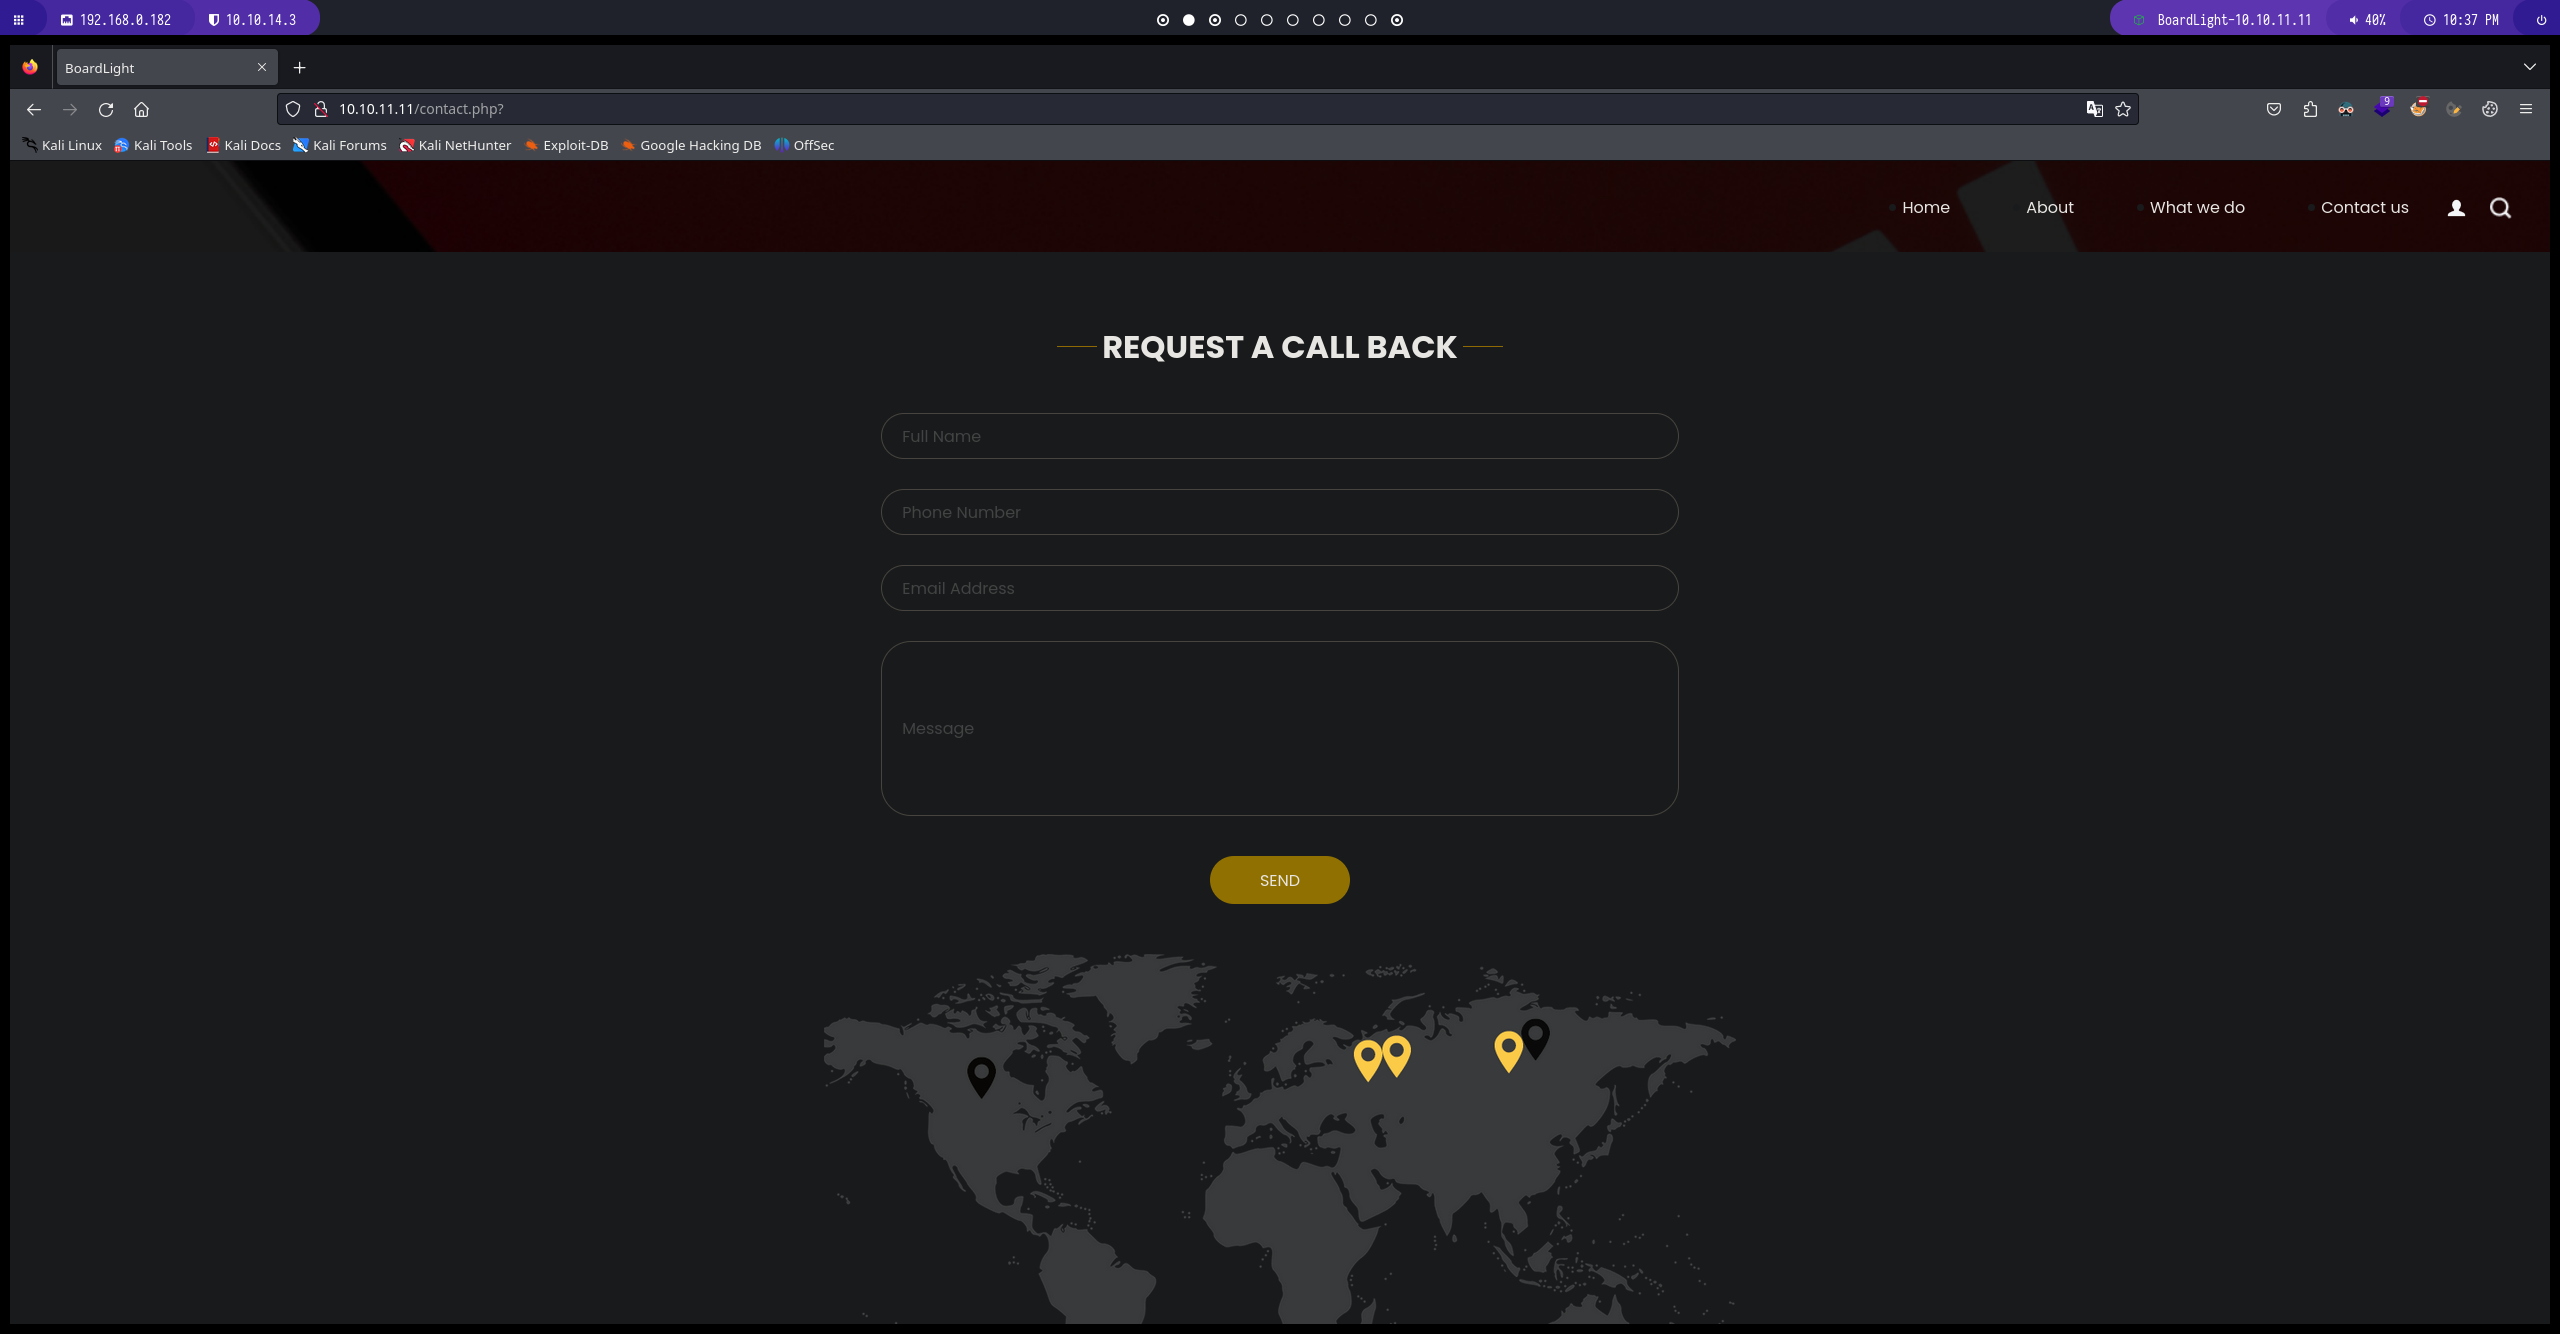 192.168.0.182 10.10.14.3 BoardLight-10.10.11.11 40% 10:37 PM
BoardLight
10.10.11.11/contact.php? 9
Kali Linux Kali Tools Kali Docs Kali Forums Kali NetHunter Exploit-DB Google Hacking DB OffSec
Home About What we do Contact us
REQUEST A CALL BACK
Full Name
Phone Number
Email Address
Message
SEND